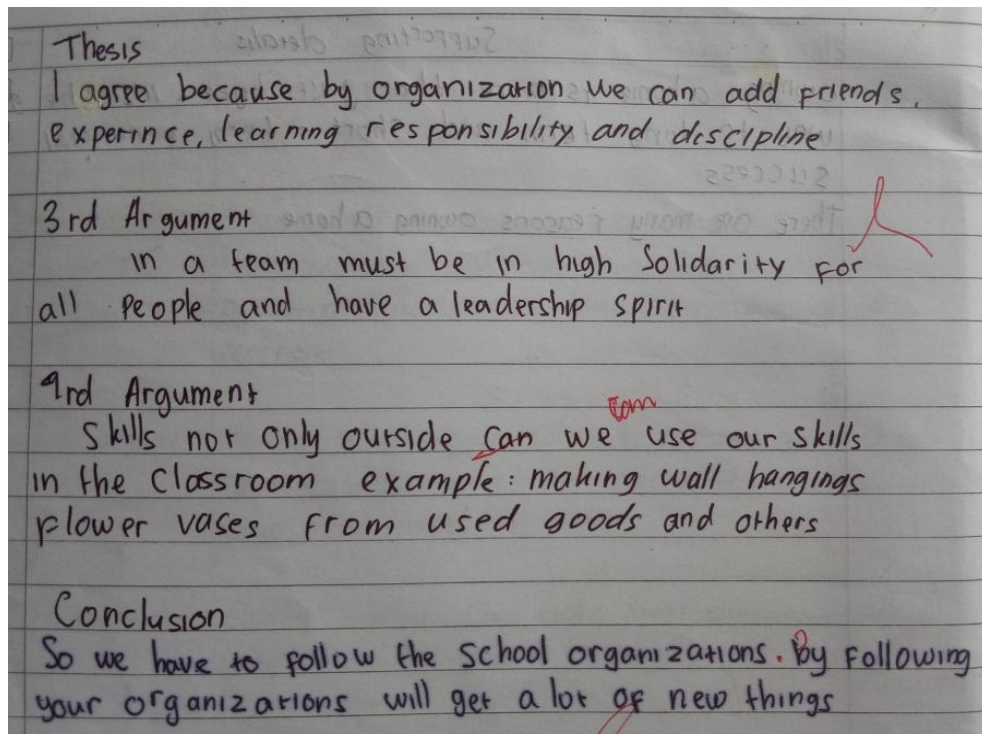 Thesis
I agree because by organization we can add friends,
experince, learning responsibility and discipline
3rd Argument
In a team must be in high Solidarity for
all people and have a leadership spirit
4rd Argument
can
Skills not only outside can we use our skills
in the classroom example: making wall hangings
flower vases from used goods and others
Conclusion
So we have to follow the school organizations. By following
your organizations will get a lot of new things